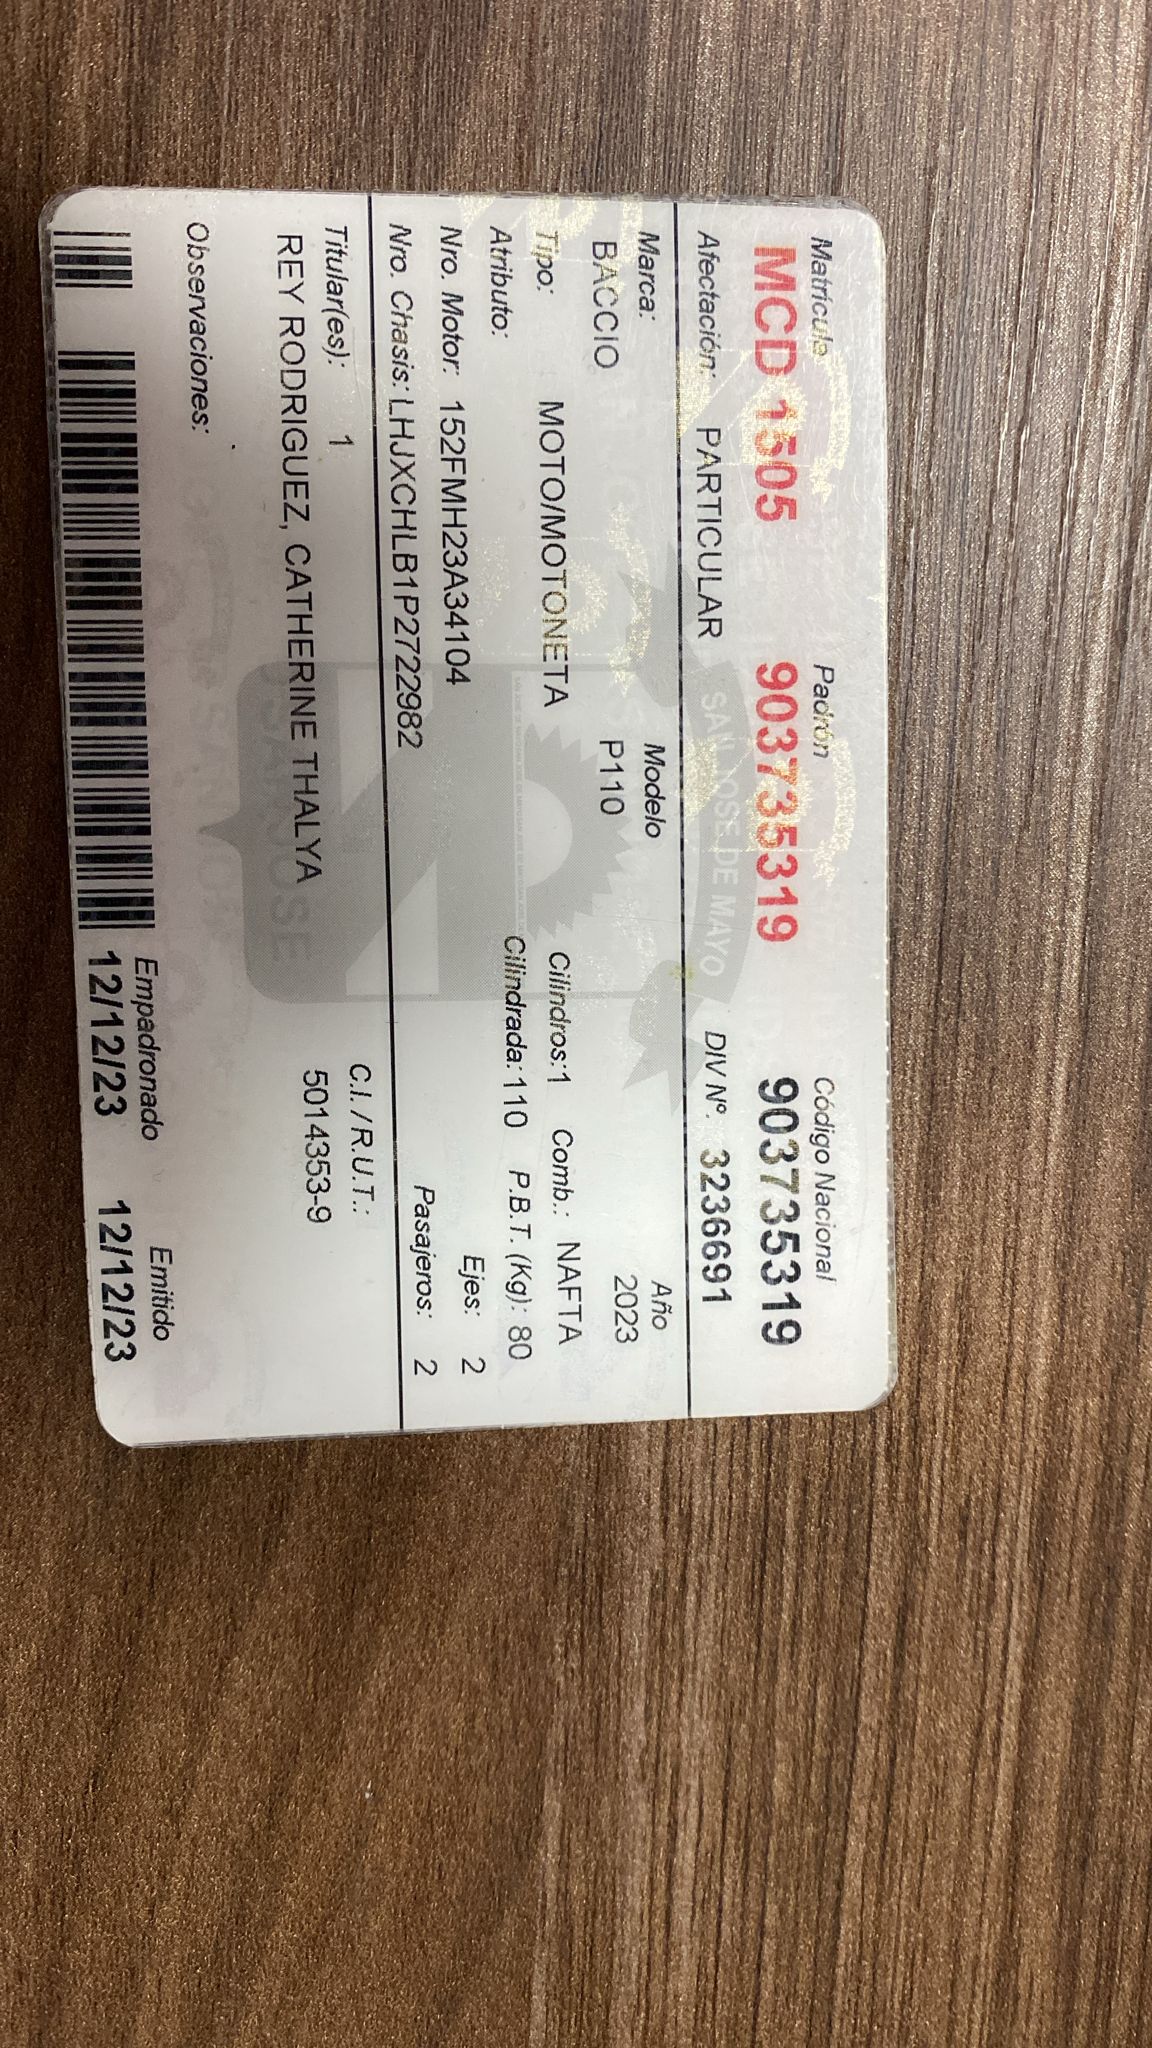 Matrícula Padrón Código Nacional
MCD 1505 903735319 903735319
Afectación: PARTICULAR DIV Nº. 3236691
SAN JOSE DE MAYO
Marca: Modelo Año
BACCIO P110 2023
Tipo: MOTO/MOTONETA Cilindros:1 Comb.: NAFTA
Atributo: Cilindrada:110 P.B.T. (Kg): 80
Nro. Motor: 152FMH23A34104 Ejes: 2
Nro. Chasis: LHJXCHLB1P2722982 Pasajeros: 2
Titular(es): 1 C.I. / R.U.T.:
REY RODRIGUEZ, CATHERINE THALYA 5014353-9
Observaciones:
Empadronado Emitido
12/12/23 12/12/23